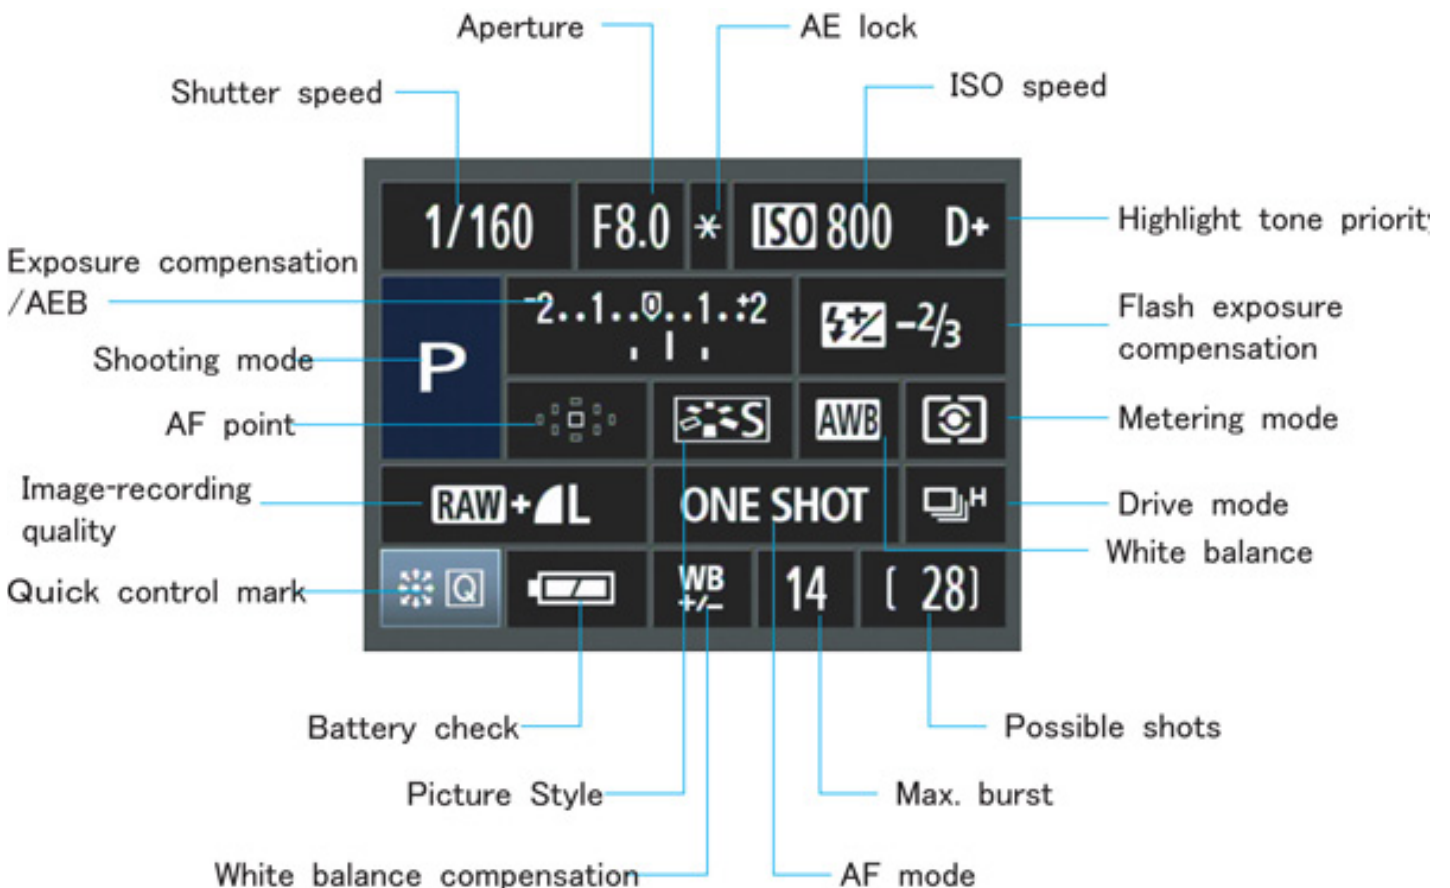 Aperture
AE lock
Shutter speed
ISO speed
1/160
F8.0
*
ISO 800
D+
Highlight tone priority
Exposure compensation
/AEB
-2..1..0..1..+2
Flash exposure
compensation
+/- -2/3
Shooting mode
P
AF point
S
AWB
Metering mode
Image-recording
quality
RAW+L
ONE SHOT
H
Drive mode
White balance
Quick control mark
Q
WB
+/-
14
[ 28]
Battery check
Possible shots
Picture Style
Max. burst
White balance compensation
AF mode